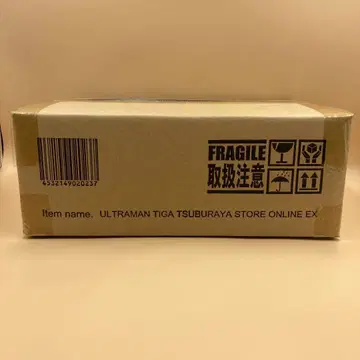 FRAGILE
取扱注意
4532149020237
Item name. ULTRAMAN TIGA TSUBURAYA STORE ONLINE EX